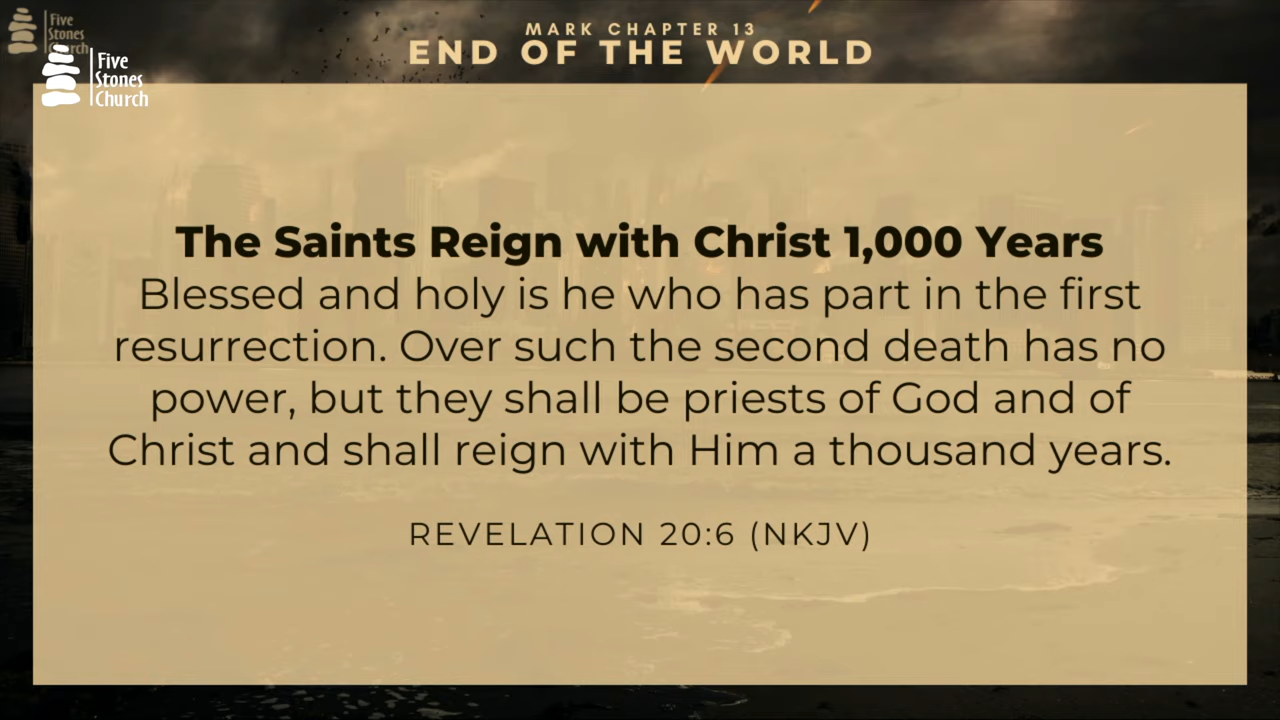 Five
Stones
Church
Five
Stones
Church
MARK CHAPTER 13
END OF THE WORLD
The Saints Reign with Christ 1,000 Years
Blessed and holy is he who has part in the first
resurrection. Over such the second death has no
power, but they shall be priests of God and of
Christ and shall reign with Him a thousand years.
REVELATION 20:6 (NKJV)